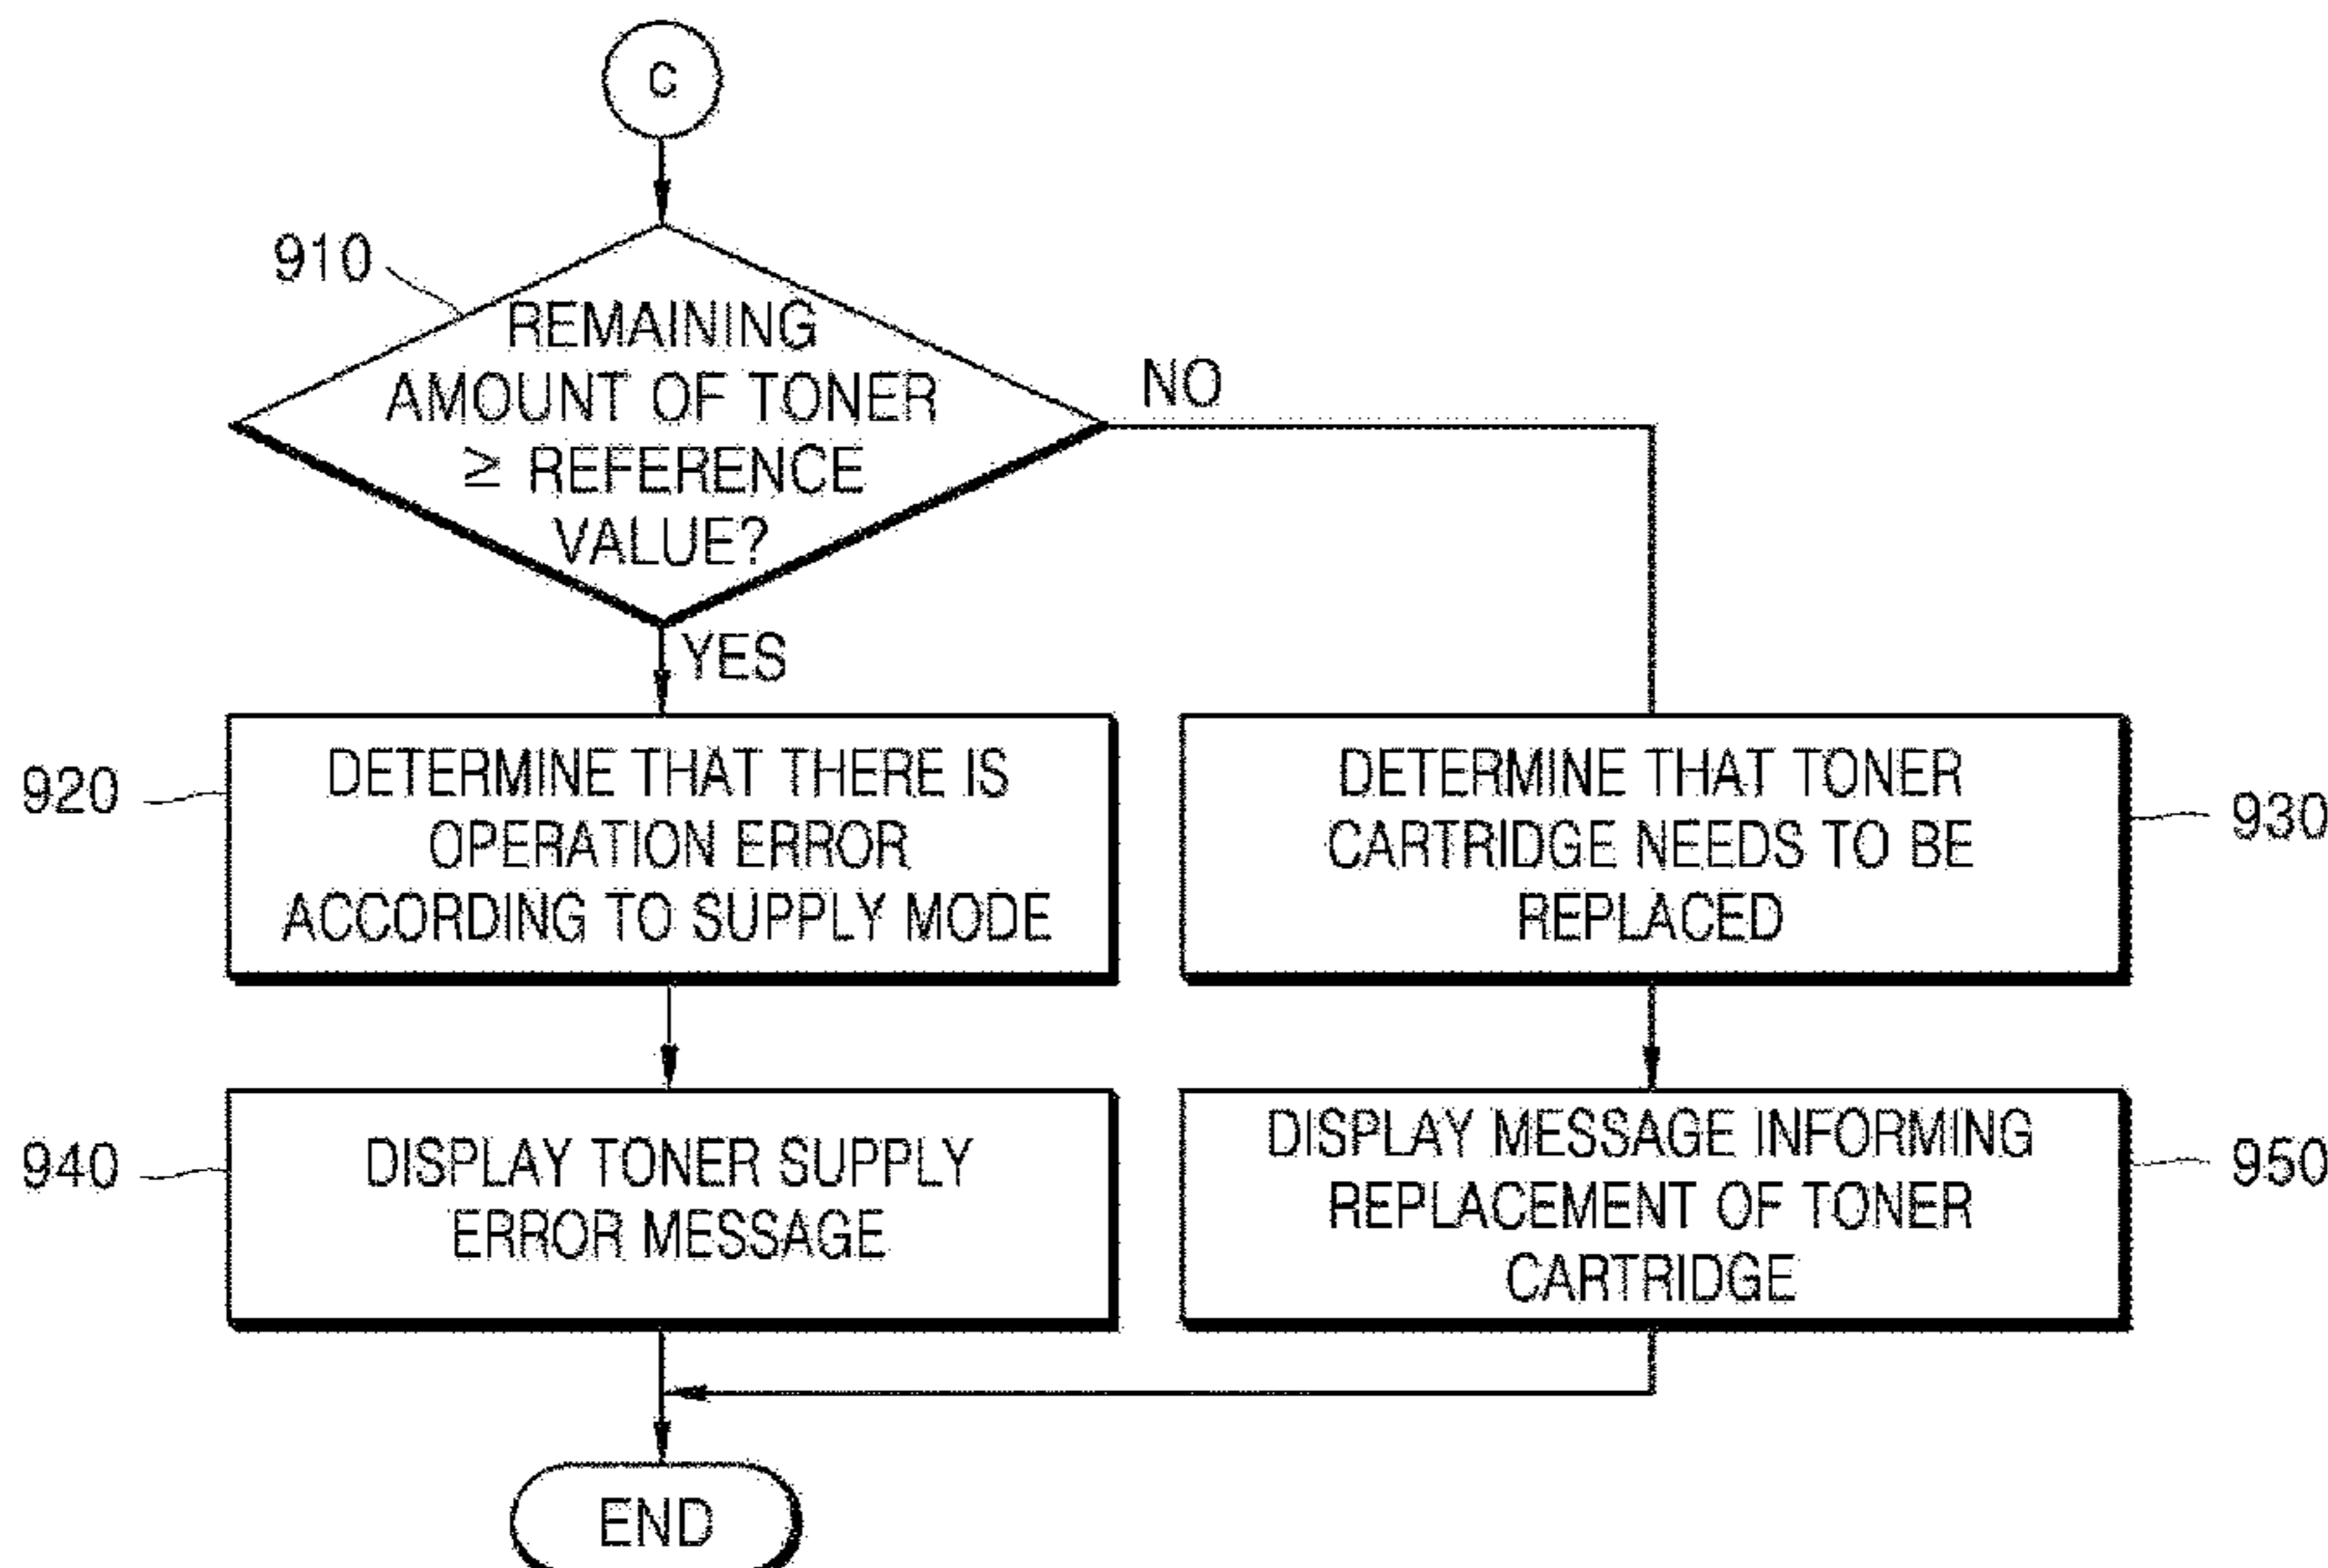 C
910
REMAINING
AMOUNT OF TONER
≥ REFERENCE
VALUE?
NO
YES
920
DETERMINE THAT THERE IS
OPERATION ERROR
ACCORDING TO SUPPLY MODE
DETERMINE THAT TONER
CARTRIDGE NEEDS TO BE
REPLACED
930
940
DISPLAY TONER SUPPLY
ERROR MESSAGE
DISPLAY MESSAGE INFORMING
REPLACEMENT OF TONER
CARTRIDGE
950
END